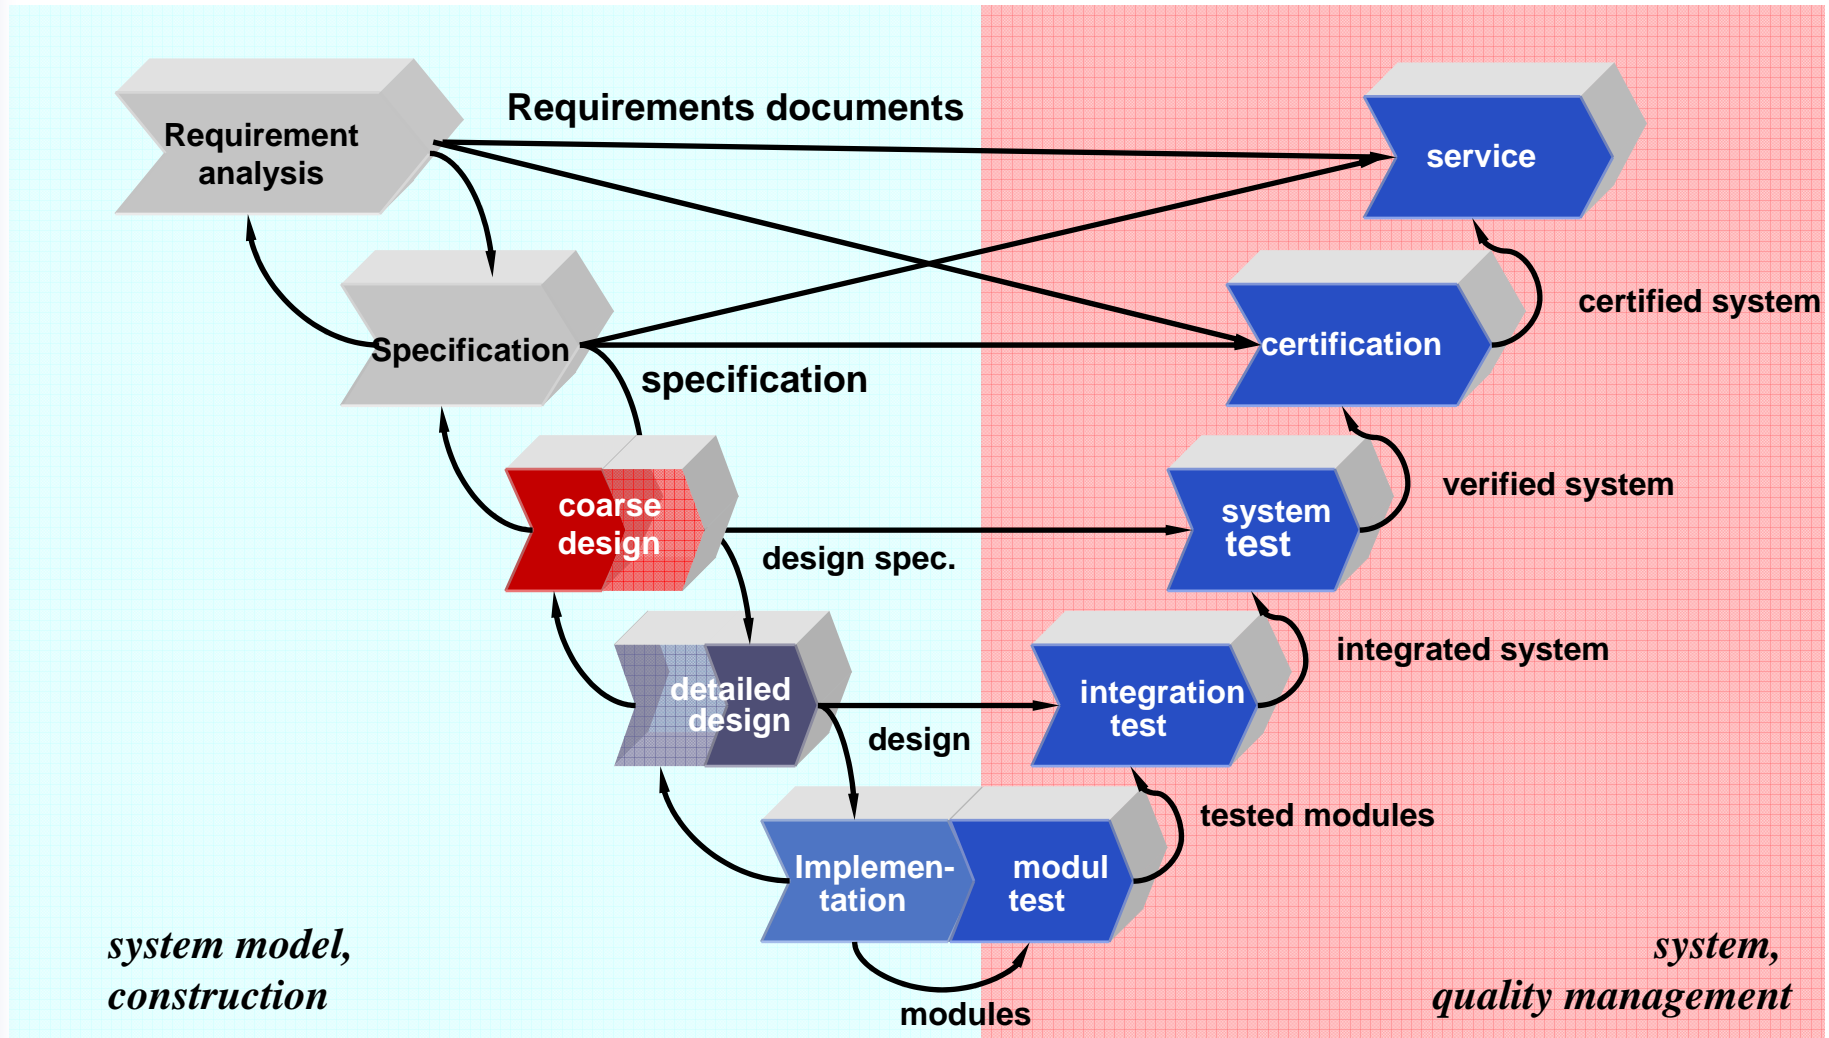 Requirements documents
Requirement
analysis
service
certified system
Specification
certification
specification
verified system
coarse
design
system
test
design spec.
integrated system
detailed
design
integration
test
design
tested modules
Implemen-
tation
modul
test
system model,
construction
system,
quality management
modules